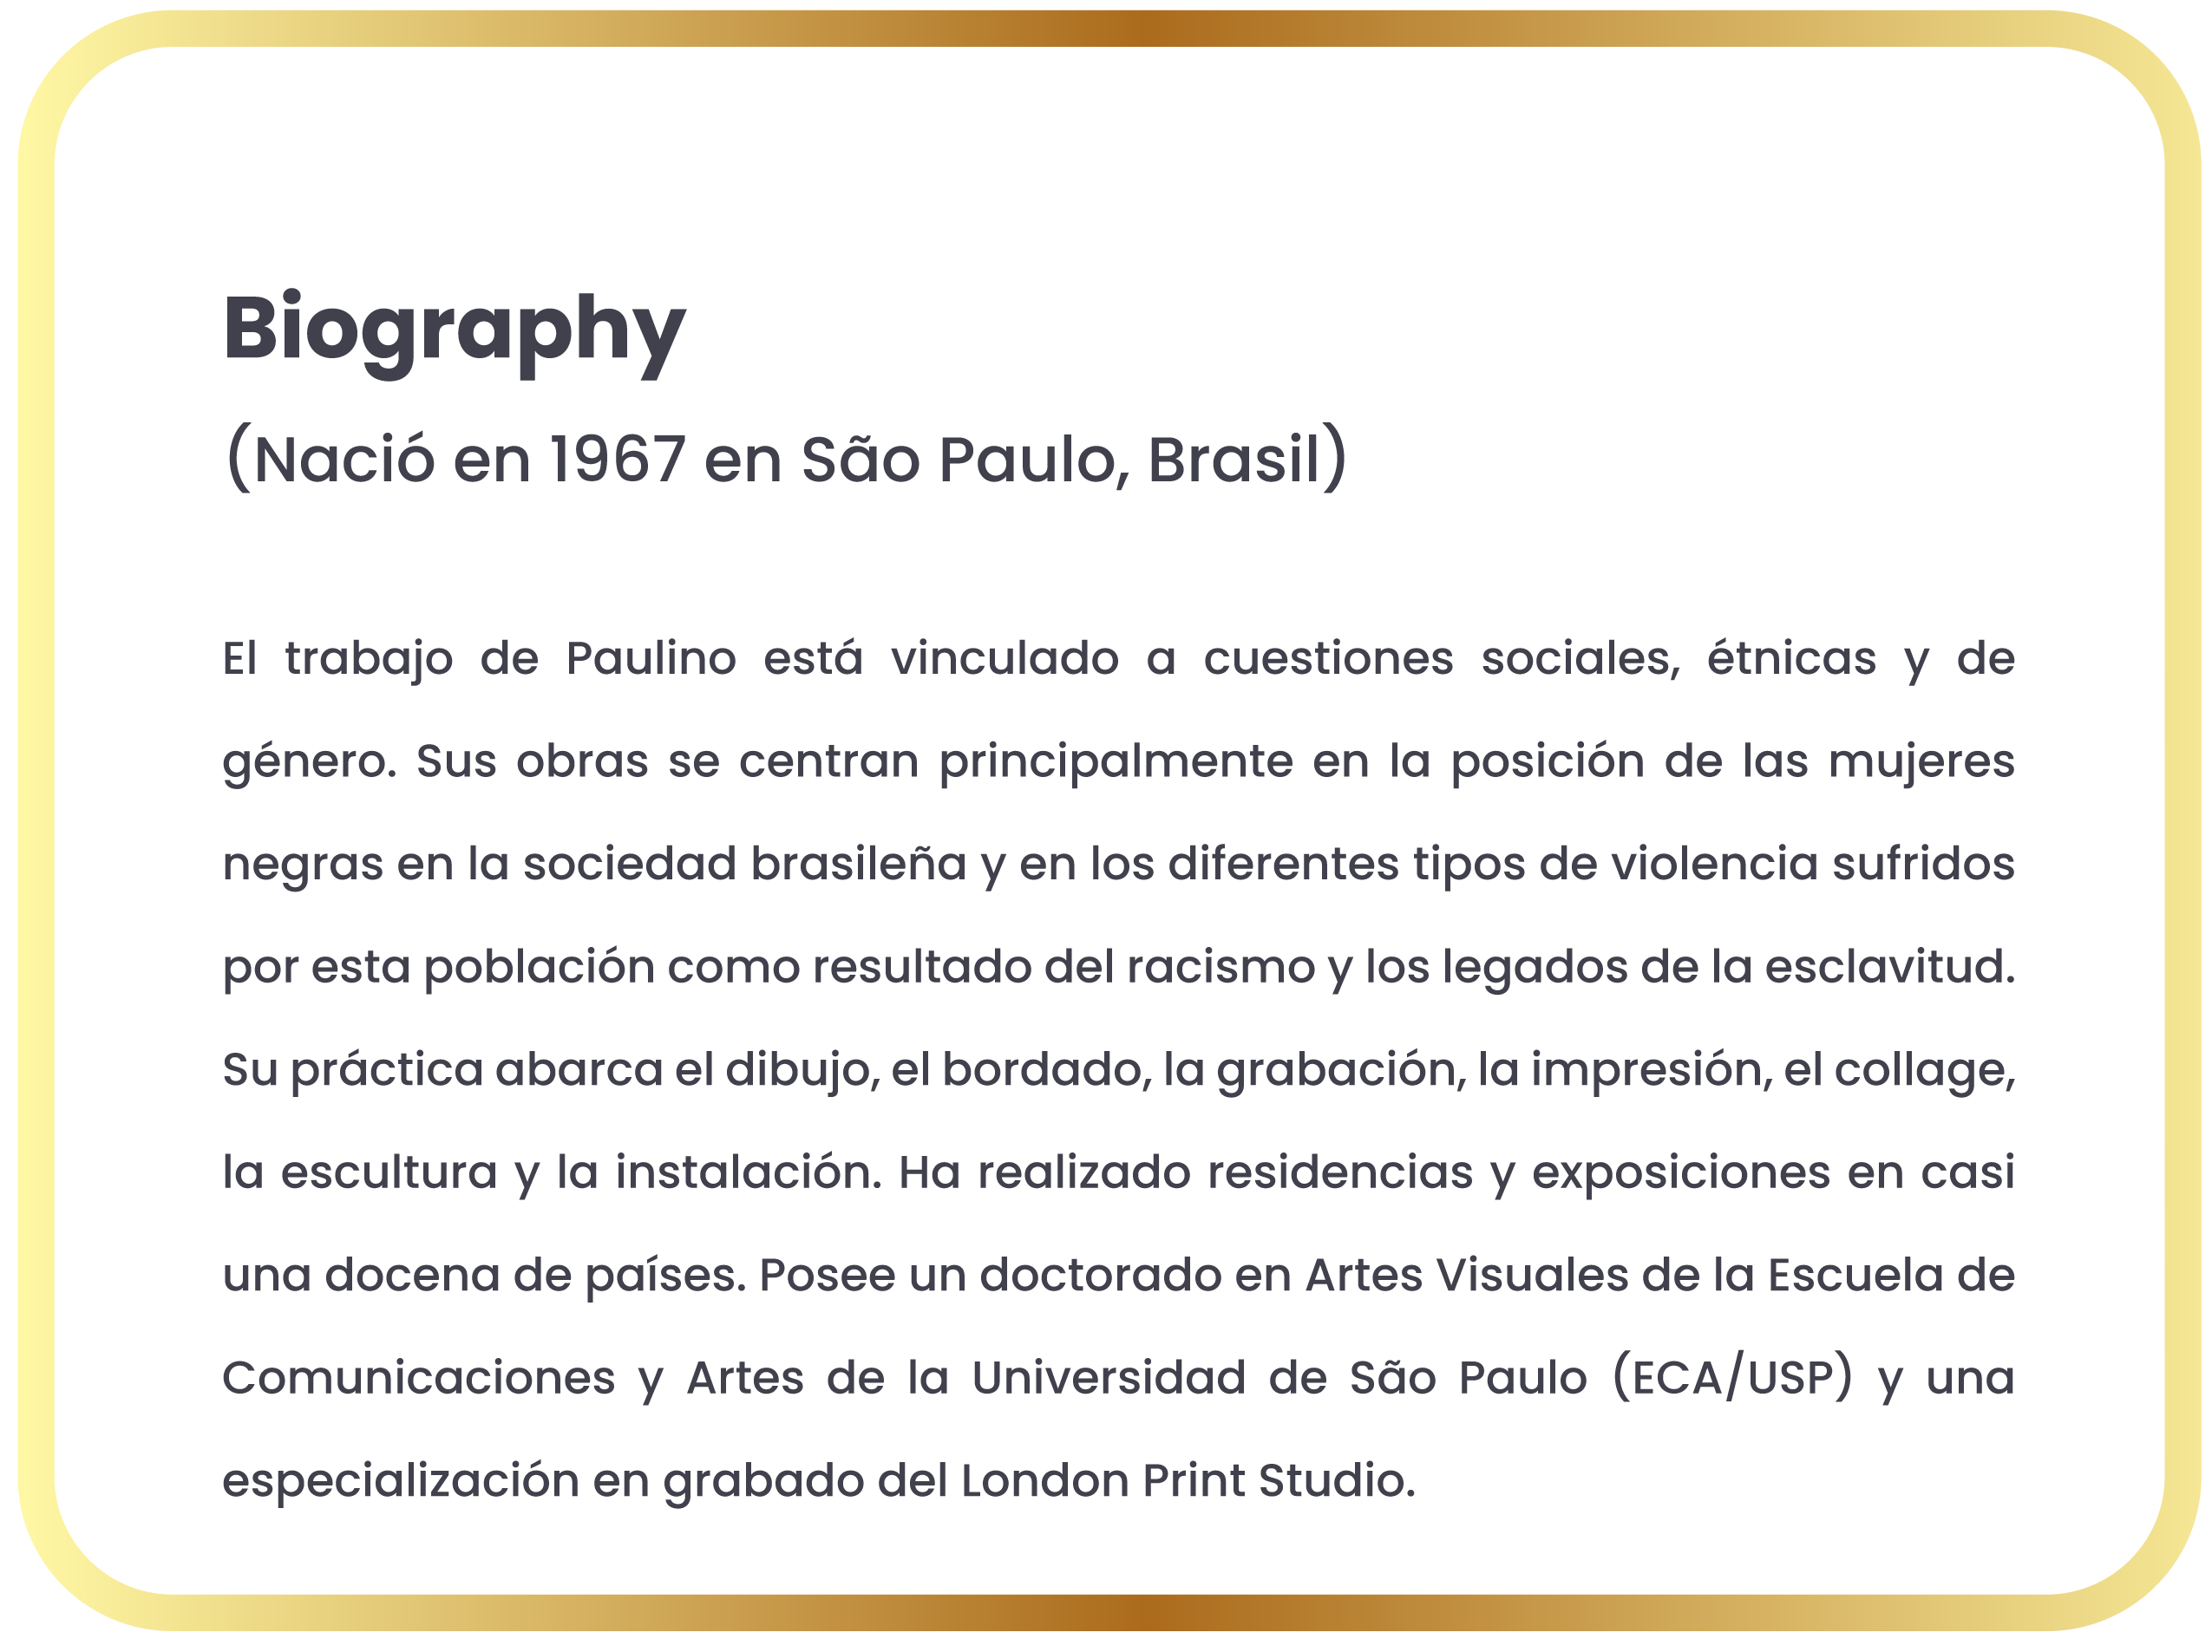 Biography
(Nació en 1967 en São Paulo, Brasil)
El trabajo de Paulino está vinculado a cuestiones sociales, étnicas y de
género. Sus obras se centran principalmente en la posición de las mujeres
negras en la sociedad brasileña y en los diferentes tipos de violencia sufridos
por esta población como resultado del racismo y los legados de la esclavitud.
Su práctica abarca el dibujo, el bordado, la grabación, la impresión, el collage,
la escultura y la instalación. Ha realizado residencias y exposiciones en casi
una docena de países. Posee un doctorado en Artes Visuales de la Escuela de
Comunicaciones y Artes de la Universidad de São Paulo (ECA/USP) y una
especialización en grabado del London Print Studio.